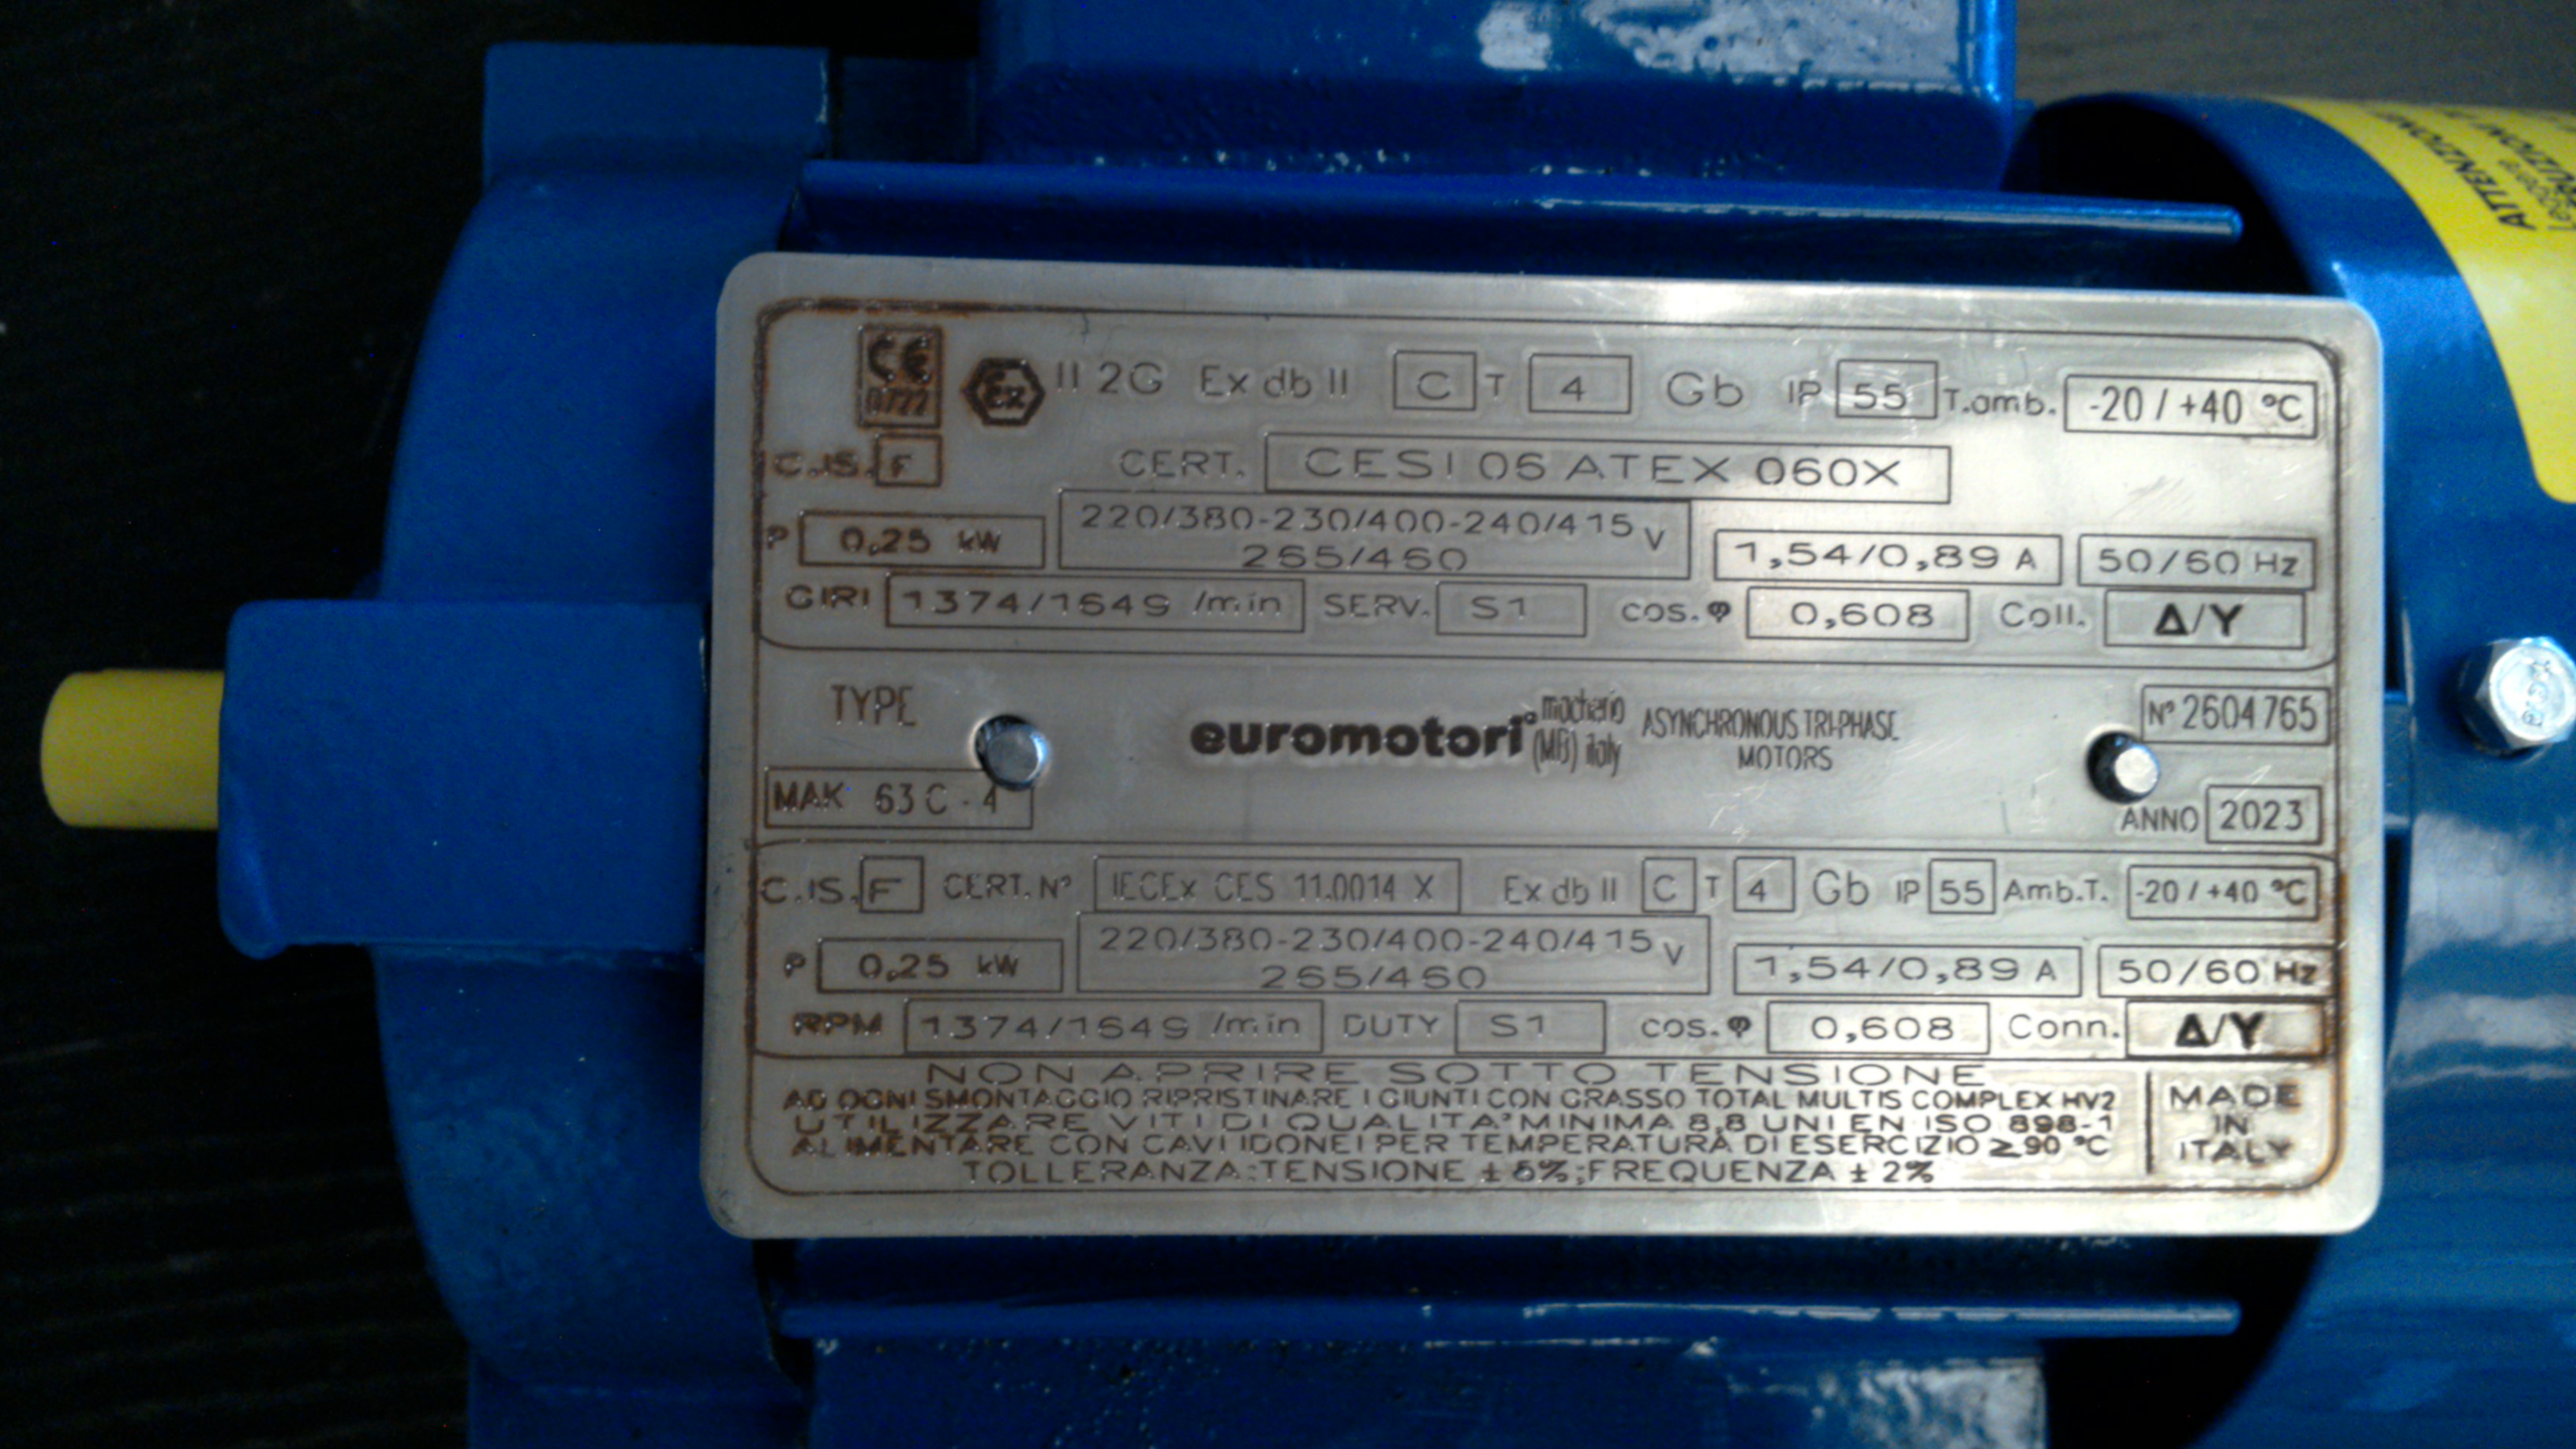 CE
Ex II 2G Ex db II C T 4 Gb IP 55 T.amb. -20 / +40 °C
C.IS. F CERT. CESI 05 ATEX 060X
P 0,25 kW 220/380-230/400-240/415 V 1,54/0,89 A 50/60 Hz
265/460
GIRI 1374/1649 /min SERV. S1 cos.φ 0,608 Coll. Δ/Y
TYPE
MAK 63 C - 4
euromotori macherio (MB) italy
ASYNCHRONOUS TRI-PHASE
MOTORS
N° 2604765
ANNO 2023
C.IS. F CERT. N° IECEx CES 11.0014 X Ex db II C T 4 Gb IP 55 Amb.T. -20 / +40 °C
P 0,25 kW 220/380-230/400-240/415 V 1,54/0,89 A 50/60 Hz
265/460
RPM 1374/1649 /min DUTY S1 cos.φ 0,608 Conn. Δ/Y
NON APRIRE SOTTO TENSIONE
AD OGNI SMONTAGGIO RIPRISTINARE I GIUNTI CON GRASSO TOTAL MULTIS COMPLEX HV2
UTILIZZARE VITI DI QUALITA' MINIMA 8,8 UNI EN ISO 898-1
ALIMENTARE CON CAVI IDONEI PER TEMPERATURA DI ESERCIZIO ≥ 90 °C
TOLLERANZA:TENSIONE ± 5%;FREQUENZA ± 2%
MADE
IN
ITALY
ATTENZIONE